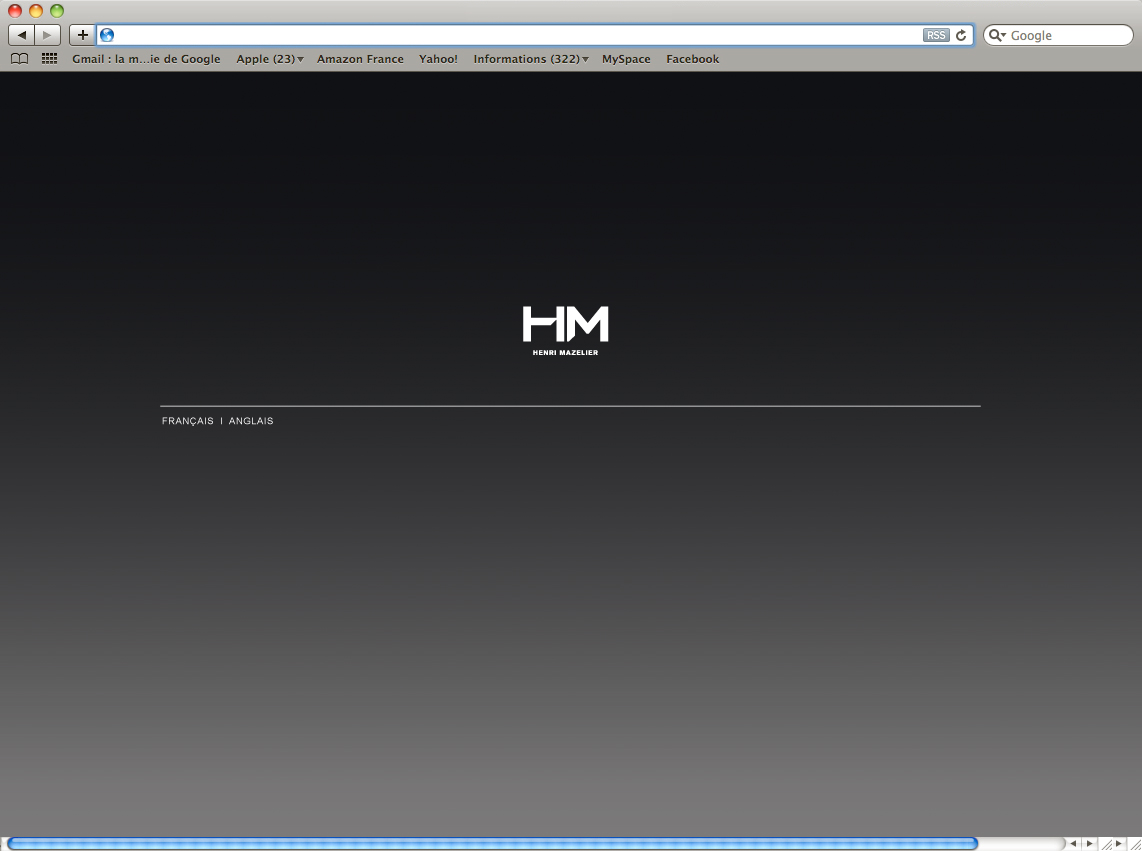 RSS
Google
Gmail : la m...ie de Google Apple (23) Amazon France Yahoo! Informations (322) MySpace Facebook
HM
HENRI MAZELIER
FRANÇAIS | ANGLAIS